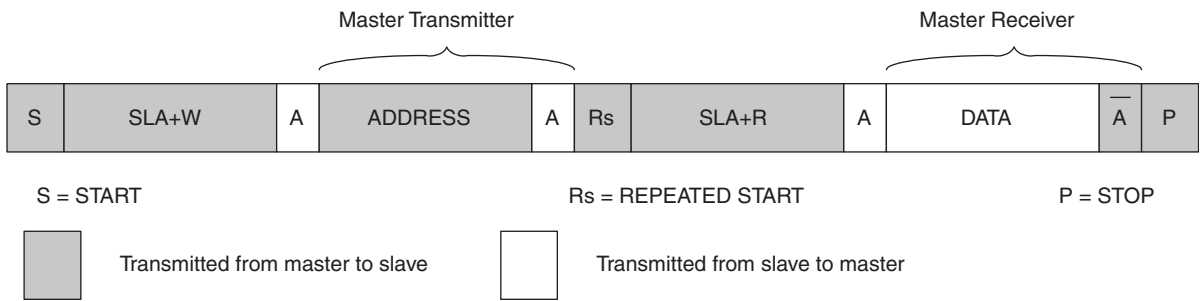 Master Transmitter Master Receiver
S SLA+W A ADDRESS A Rs SLA+R A DATA A̅ P
S = START Rs = REPEATED START P = STOP
Transmitted from master to slave Transmitted from slave to master